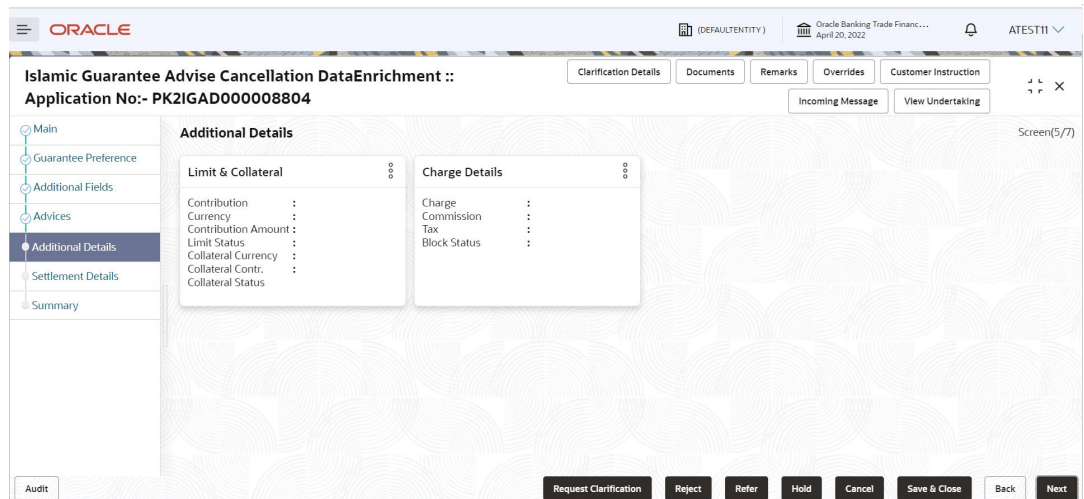 ORACLE
(DEFAULTENTITY )
Oracle Banking Trade Financ...
April 20, 2022
ATEST11
Islamic Guarantee Advise Cancellation DataEnrichment ::
Application No:- PK2IGAD000008804
Clarification Details
Documents
Remarks
Overrides
Customer Instruction
Incoming Message
View Undertaking
Main
Guarantee Preference
Additional Fields
Advices
Additional Details
Settlement Details
Summary
Additional Details
Screen(5/7)
Limit & Collateral
Contribution :
Currency :
Contribution Amount :
Limit Status :
Collateral Currency :
Collateral Contr. :
Collateral Status
Charge Details
Charge :
Commission :
Tax :
Block Status :
Audit
Request Clarification
Reject
Refer
Hold
Cancel
Save & Close
Back
Next